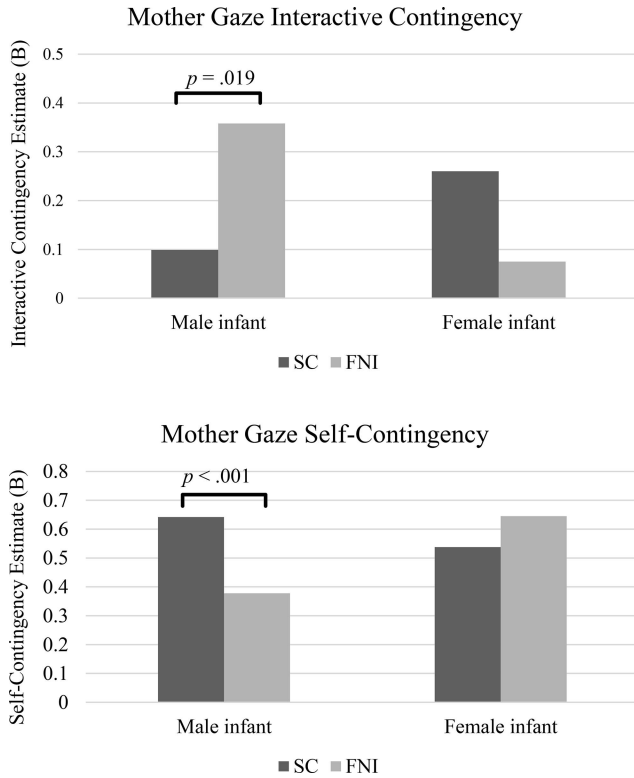 Mother Gaze Interactive Contingency
Interactive Contingency Estimate (B)
0.5
0.4
0.3
0.2
0.1
0
p = .019
Male infant
Female infant
SC
FNI
Mother Gaze Self-Contingency
Self-Contingency Estimate (B)
0.8
0.7
0.6
0.5
0.4
0.3
0.2
0.1
0
p < .001
Male infant
Female infant
SC
FNI